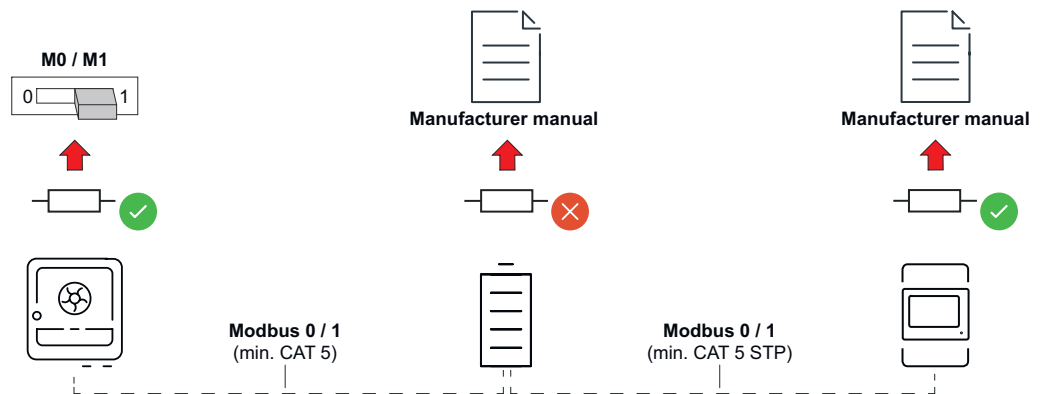 M0 / M1
0 1
Manufacturer manual
Manufacturer manual
Modbus 0 / 1
(min. CAT 5)
Modbus 0 / 1
(min. CAT 5 STP)